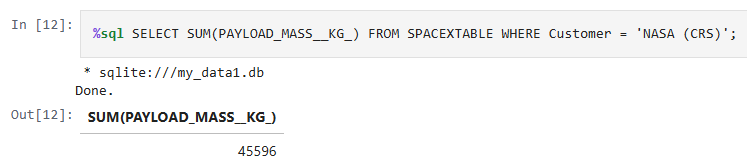 In [12]: %sql SELECT SUM(PAYLOAD_MASS__KG_) FROM SPACEXTABLE WHERE Customer = 'NASA (CRS)';
* sqlite:///my_data1.db
Done.
Out[12]: SUM(PAYLOAD_MASS__KG_)
45596